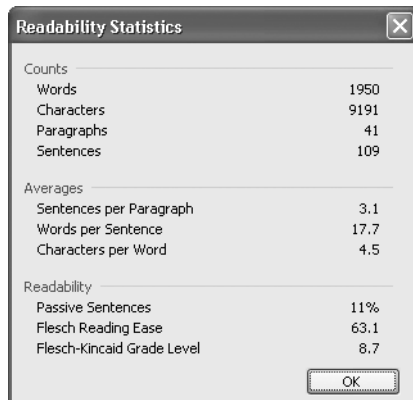 Readability Statistics
Counts
Words 1950
Characters 9191
Paragraphs 41
Sentences 109
Averages
Sentences per Paragraph 3.1
Words per Sentence 17.7
Characters per Word 4.5
Readability
Passive Sentences 11%
Flesch Reading Ease 63.1
Flesch-Kincaid Grade Level 8.7
OK